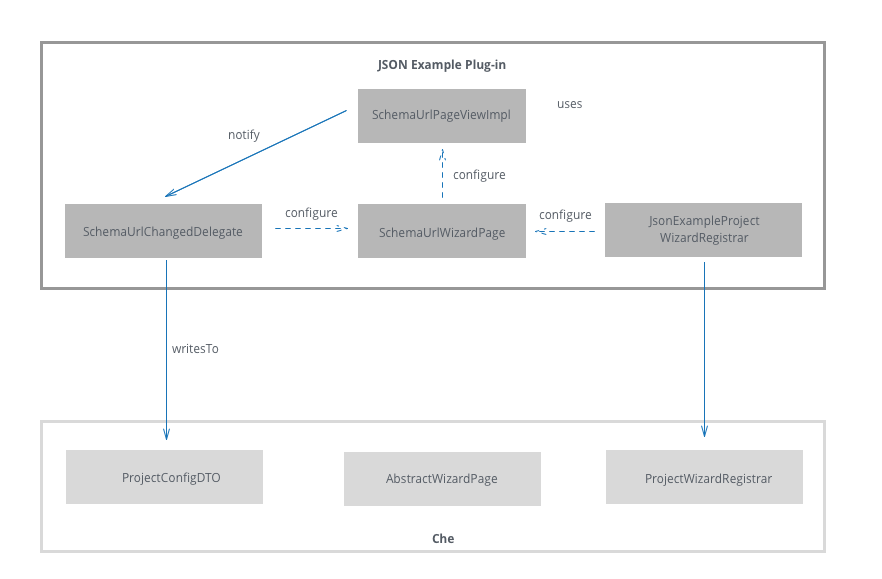 JSON Example Plug-in
SchemaUrlPageViewImpl
uses
notify
configure
SchemaUrlChangedDelegate
configure
SchemaUrlWizardPage
configure
JsonExampleProject
WizardRegistrar
writesTo
ProjectConfigDTO
AbstractWizardPage
ProjectWizardRegistrar
Che